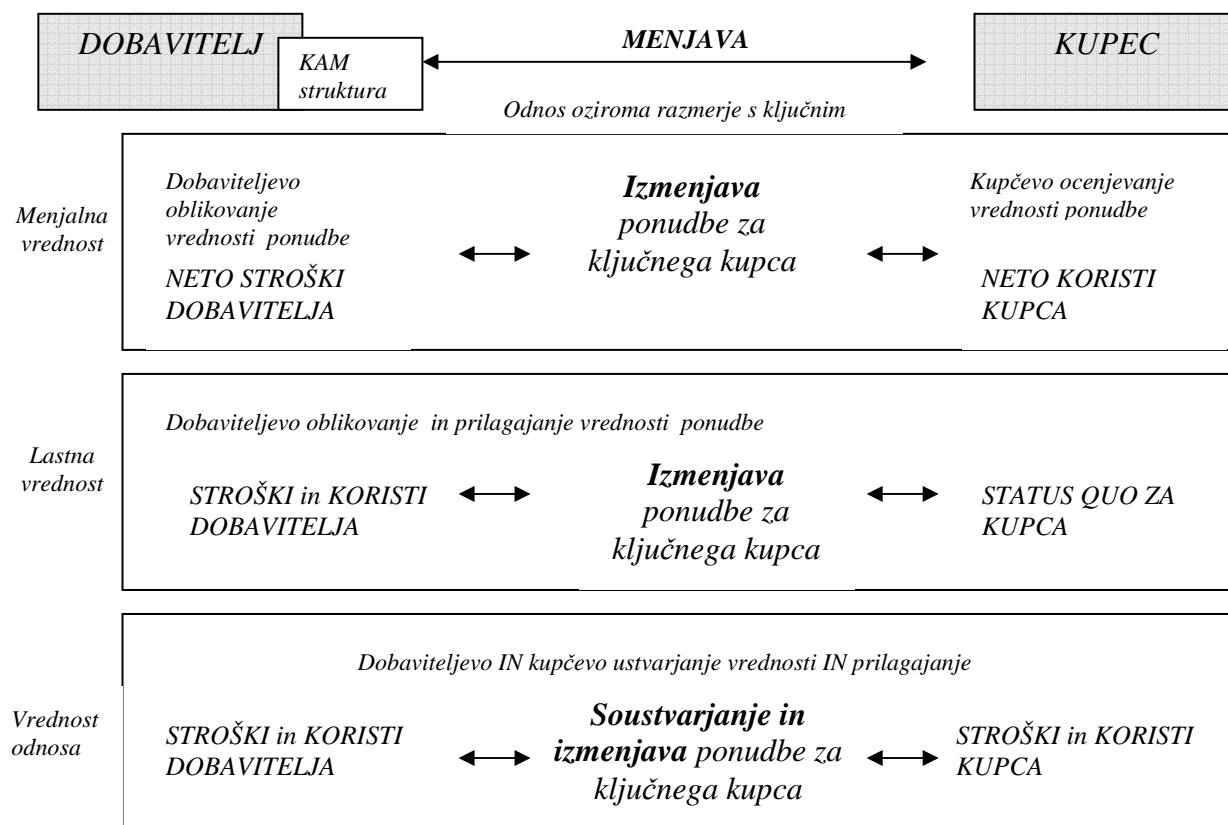 DOBAVITELJ
KAM
struktura
MENJAVA
KUPEC
Odnos oziroma razmerje s ključnim
Menjalna
vrednost
Dobaviteljevo
oblikovanje
vrednosti ponudbe
NETO STROŠKI
DOBAVITELJA
Izmenjava
ponudbe za
ključnega kupca
Kupčevo ocenjevanje
vrednosti ponudbe
NETO KORISTI
KUPCA
Lastna
vrednost
Dobaviteljevo oblikovanje in prilagajanje vrednosti ponudbe
STROŠKI in KORISTI
DOBAVITELJA
Izmenjava
ponudbe za
ključnega kupca
STATUS QUO ZA
KUPCA
Vrednost
odnosa
Dobaviteljevo IN kupčevo ustvarjanje vrednosti IN prilagajanje
STROŠKI in KORISTI
DOBAVITELJA
Soustvarjanje in
izmenjava ponudbe za
ključnega kupca
STROŠKI in KORISTI
KUPCA